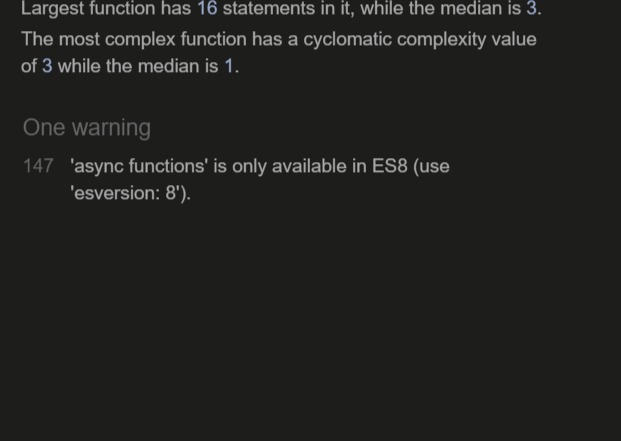 Largest function has 16 statements in it, while the median is 3.
The most complex function has a cyclomatic complexity value
of 3 while the median is 1.
One warning
147 'async functions' is only available in ES8 (use
'esversion: 8').